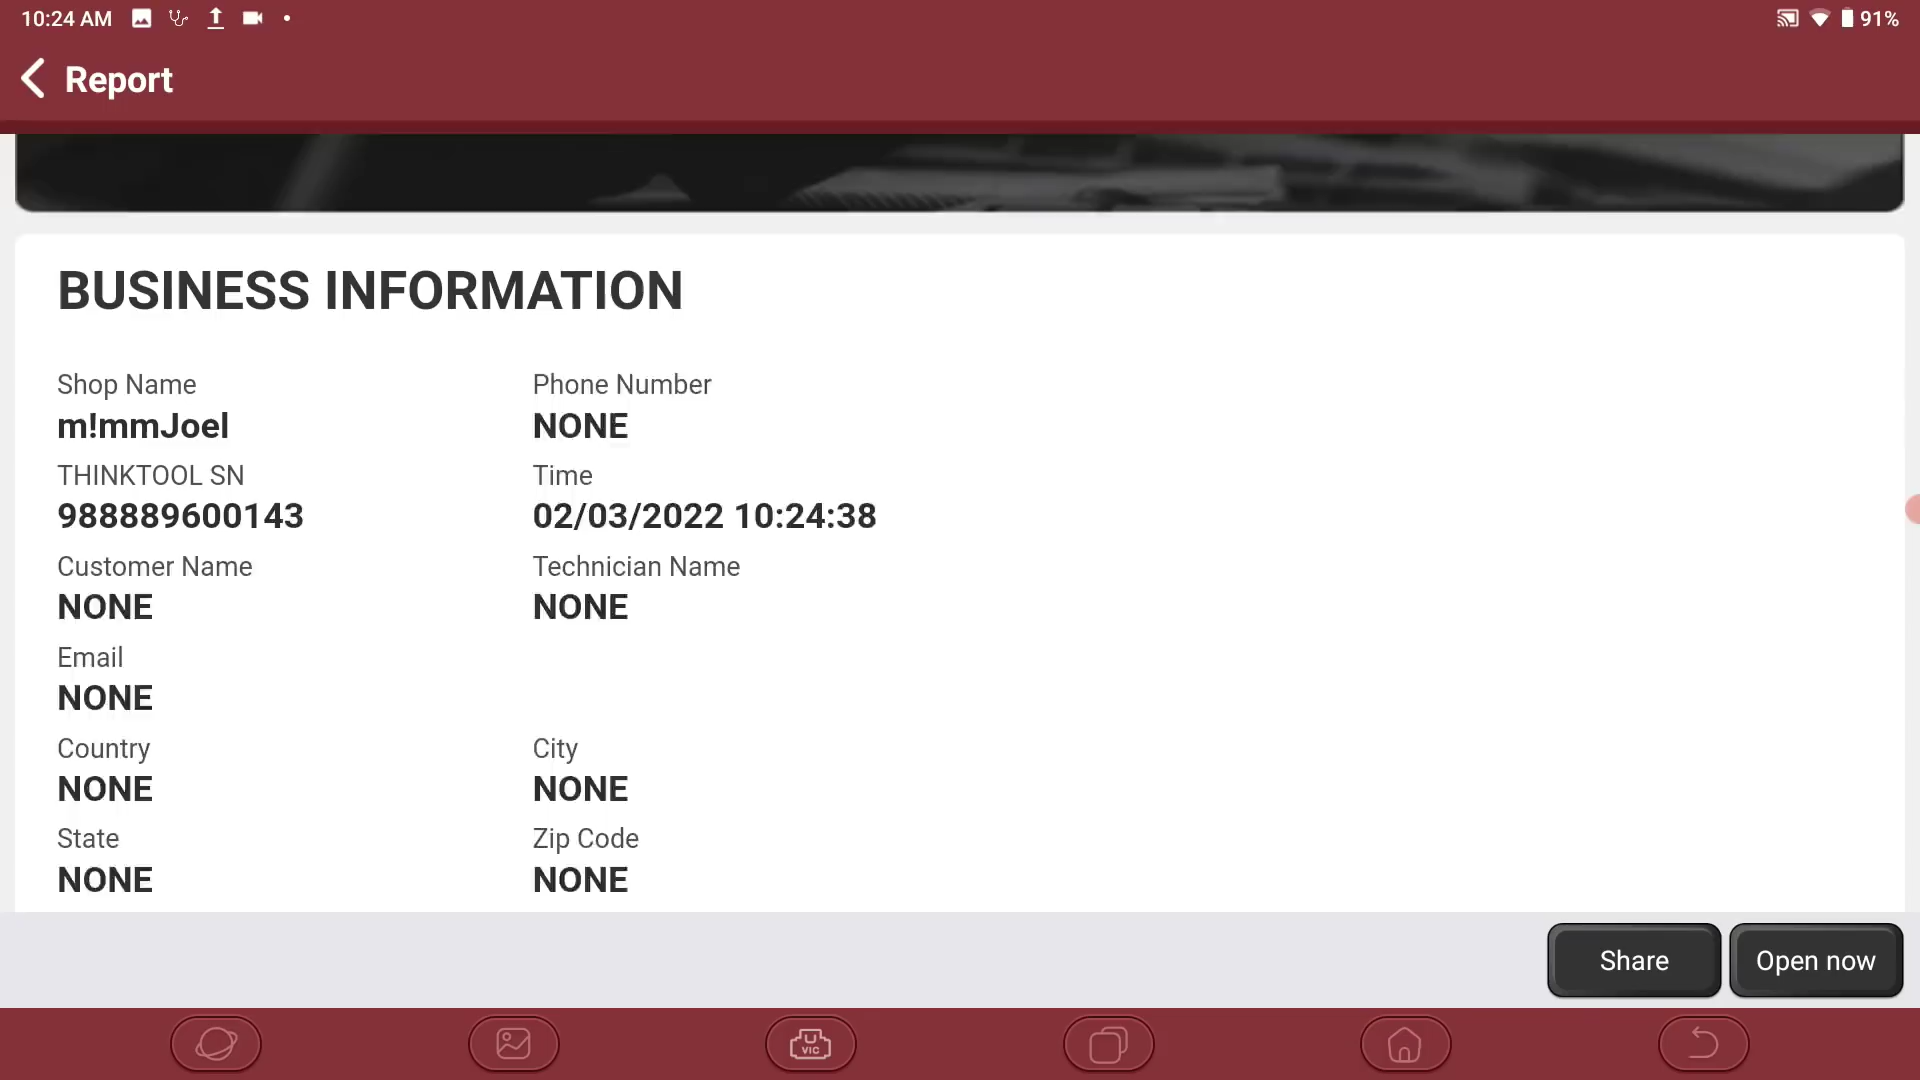 10:24 AM
91%
Report
BUSINESS INFORMATION
Shop Name
Phone Number
m!mmJoel
NONE
THINKTOOL SN
Time
988889600143
02/03/2022 10:24:38
Customer Name
Technician Name
NONE
NONE
Email
NONE
Country
City
NONE
NONE
State
Zip Code
NONE
NONE
Share
Open now
VIC